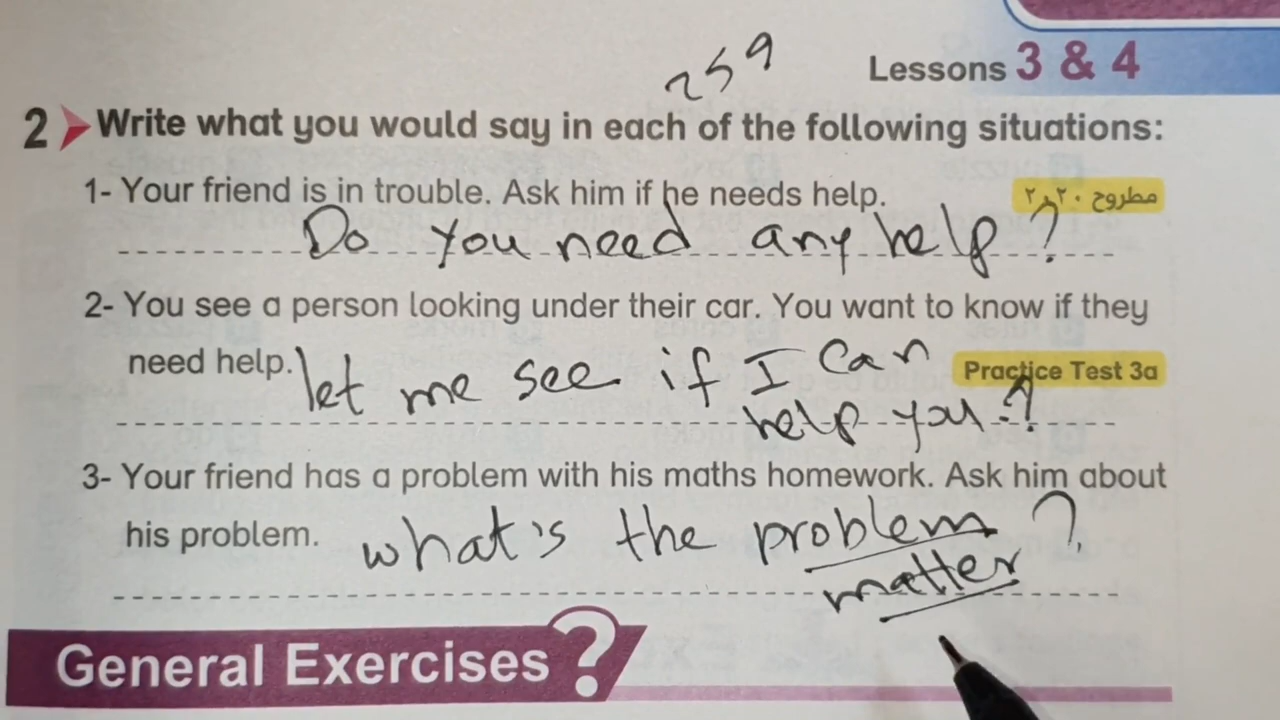 Lessons 3 & 4
259
2 Write what you would say in each of the following situations:
1- Your friend is in trouble. Ask him if he needs help.
مطروح ٢٠٢٠
Do you need any help?
2- You see a person looking under their car. You want to know if they
need help.
let me see if I can
Practice Test 3a
help you.?
3- Your friend has a problem with his maths homework. Ask him about
his problem.
what's the problem?
matter
General Exercises ?